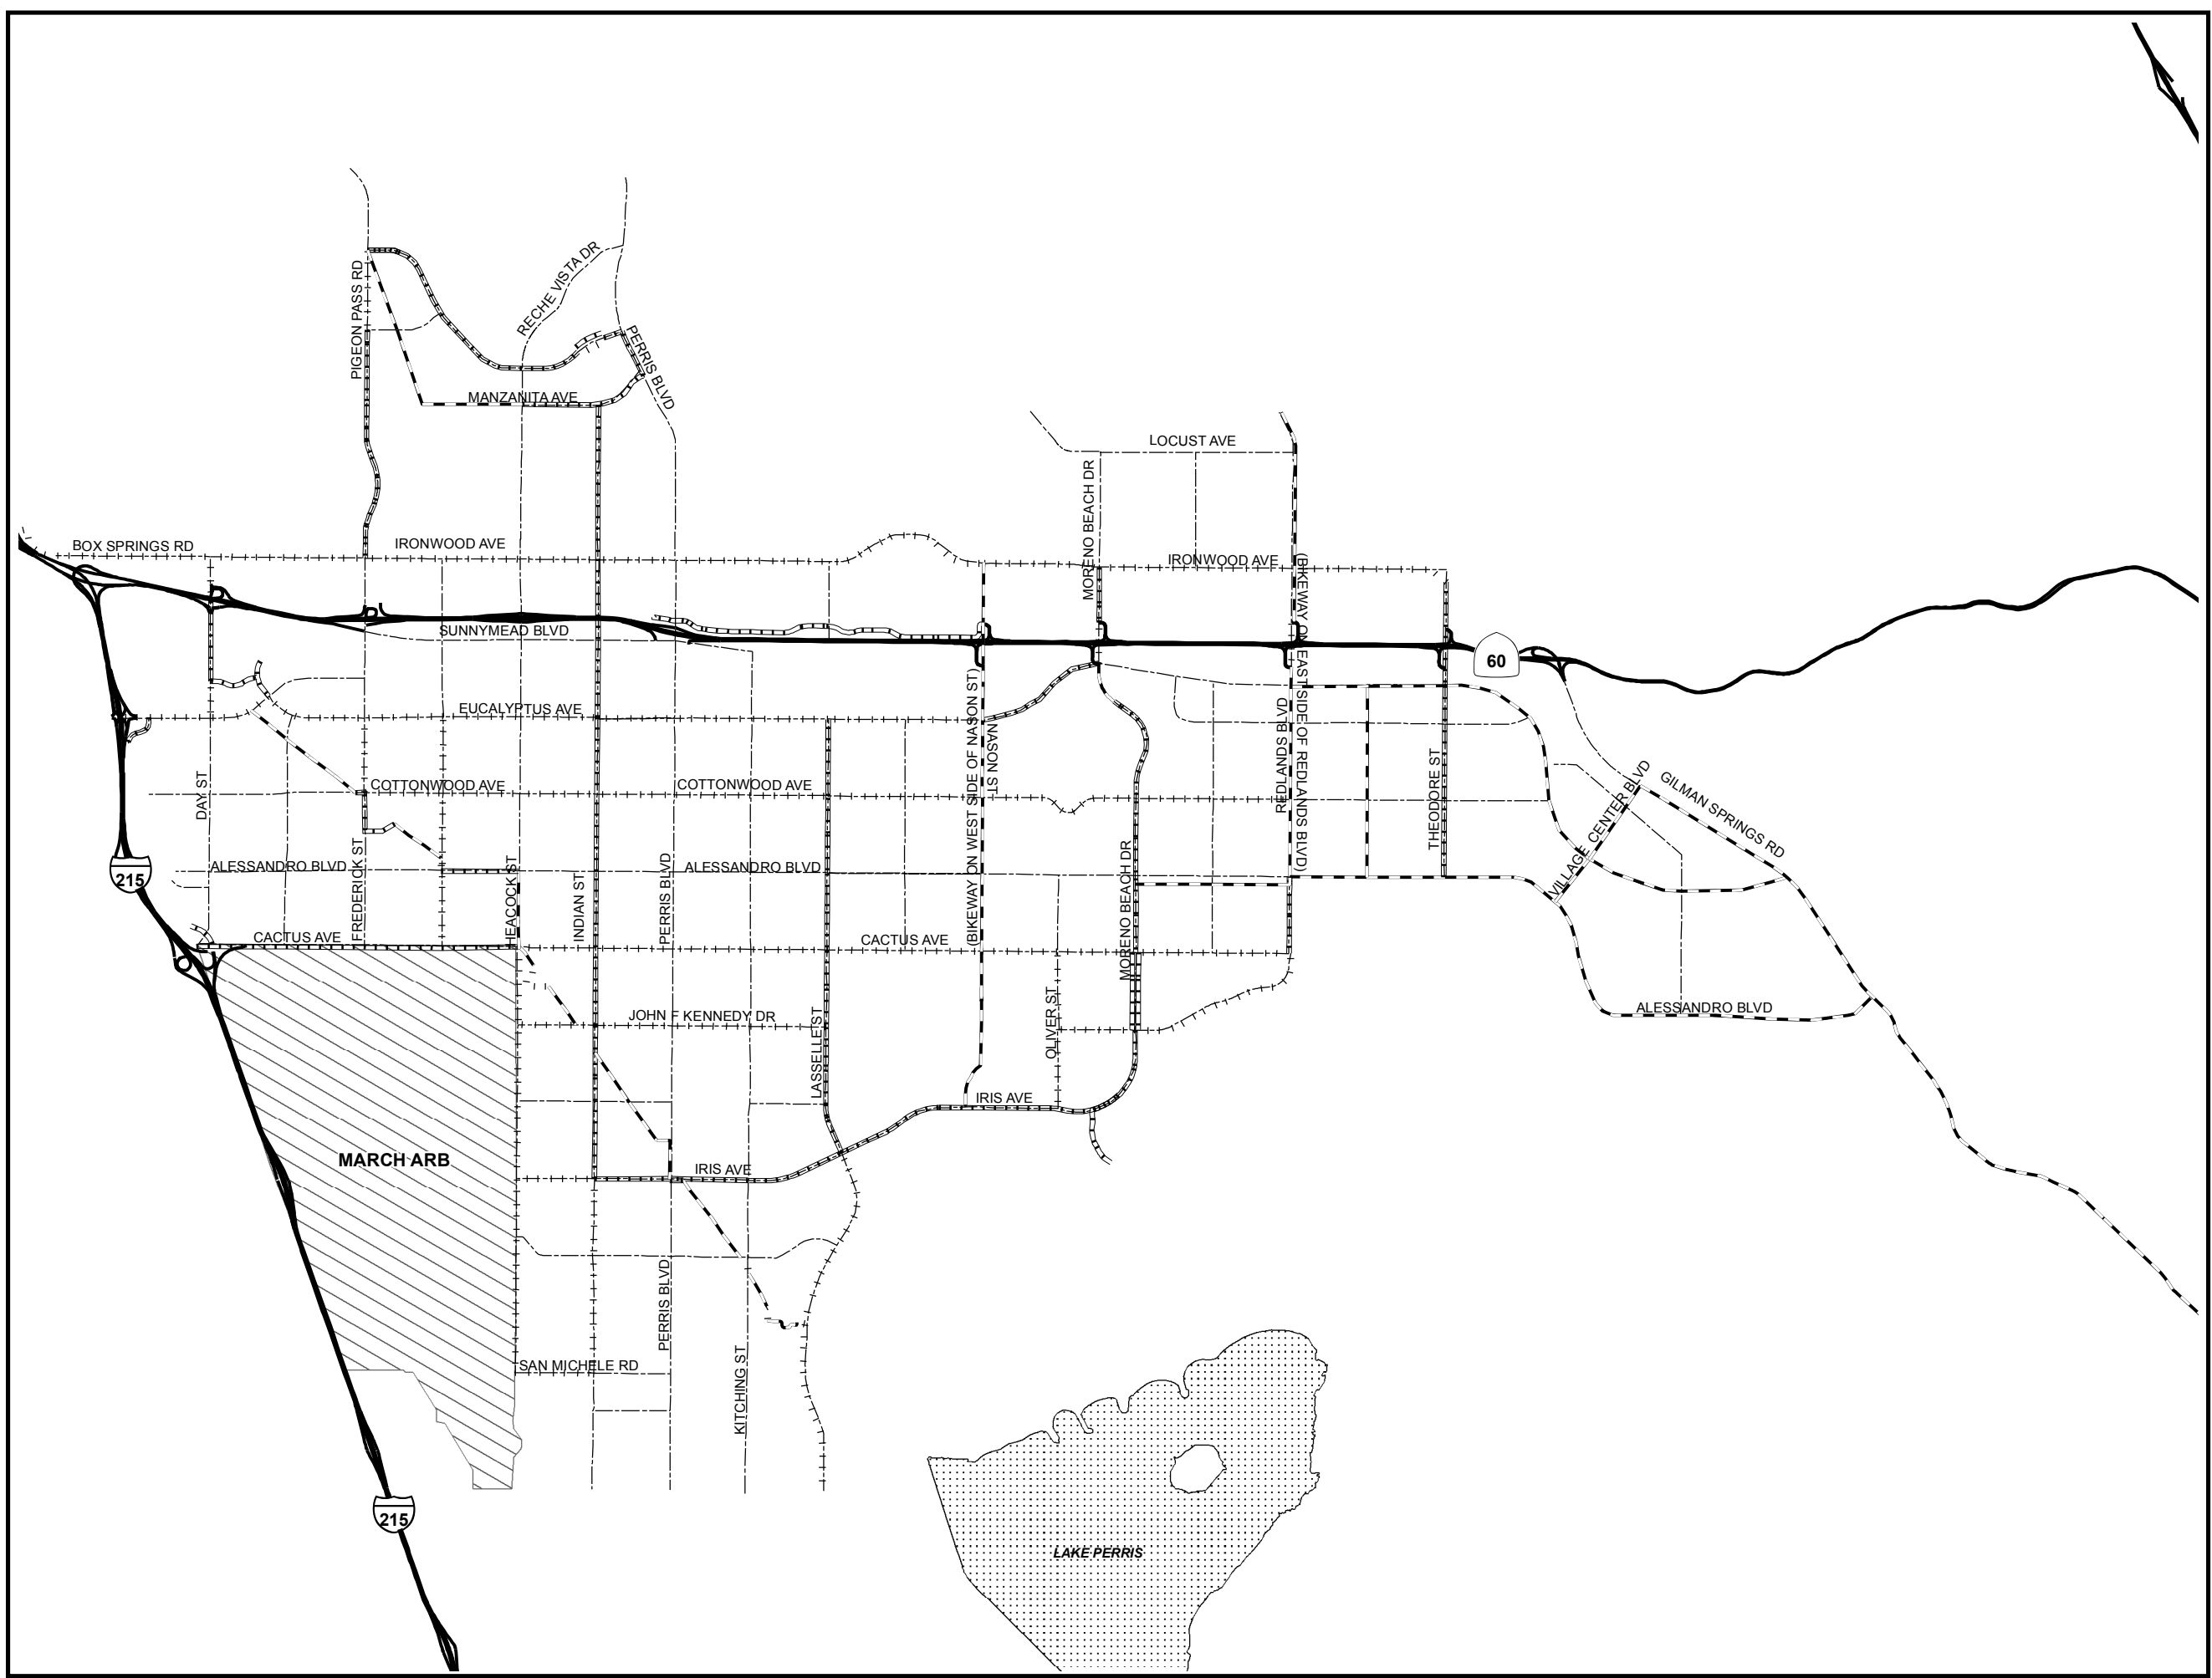 RECHE VISTA DR
PIGEON PASS RD
PERRIS BLVD
MANZANITA AVE
LOCUST AVE
MORENO BEACH DR
BOX SPRINGS RD
IRONWOOD AVE
IRONWOOD AVE
(BIKEWAY ON EAST SIDE OF REDLANDS BLVD)
SUNNYMEAD BLVD
60
EUCALYPTUS AVE
(BIKEWAY ON WEST SIDE OF NASON ST)
NASON ST
REDLANDS BLVD
THEODORE ST
DAY ST
COTTONWOOD AVE
COTTONWOOD AVE
VILLAGE CENTER BLVD
GILMAN SPRINGS RD
215
ALESSANDRO BLVD
FREDERICK ST
HEACOCK ST
INDIAN ST
PERRIS BLVD
ALESSANDRO BLVD
MORENO BEACH DR
CACTUS AVE
CACTUS AVE
JOHN F KENNEDY DR
LASSELLE ST
OLIVER ST
ALESSANDRO BLVD
IRIS AVE
MARCH ARB
IRIS AVE
PERRIS BLVD
SAN MICHELE RD
KITCHING ST
215
LAKE PERRIS